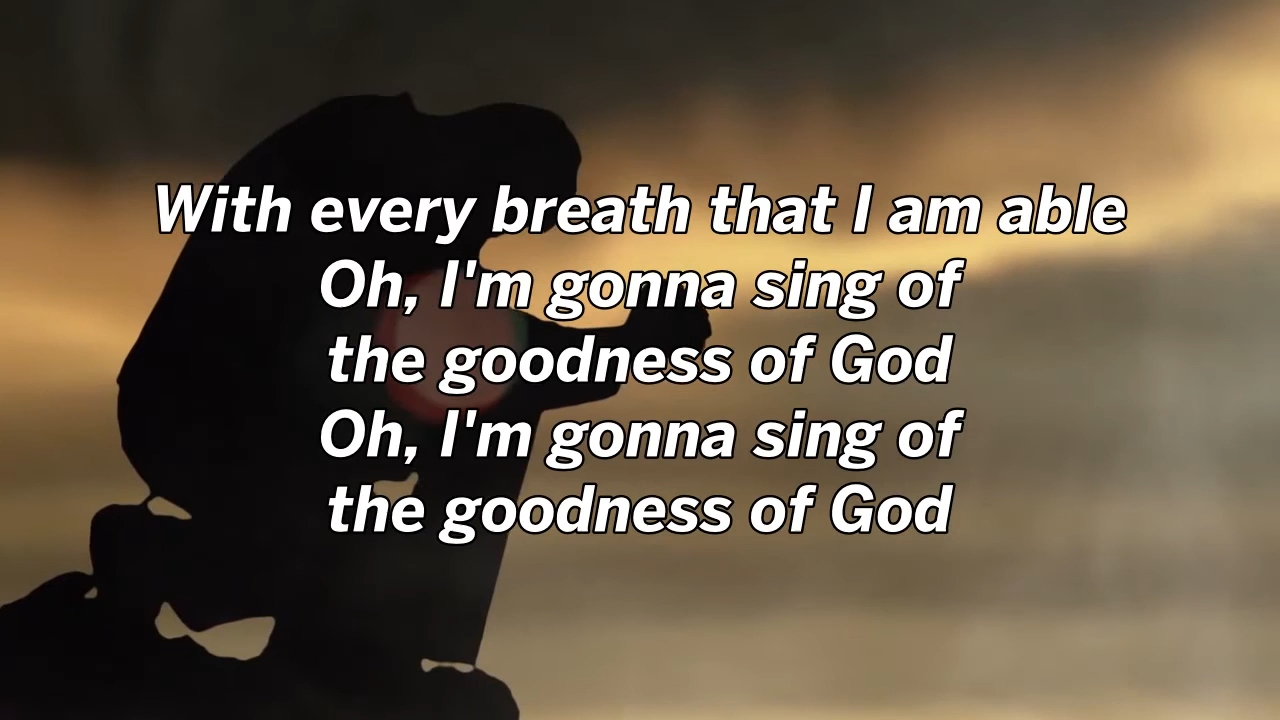 With every breath that I am able
Oh, I'm gonna sing of
the goodness of God
Oh, I'm gonna sing of
the goodness of God